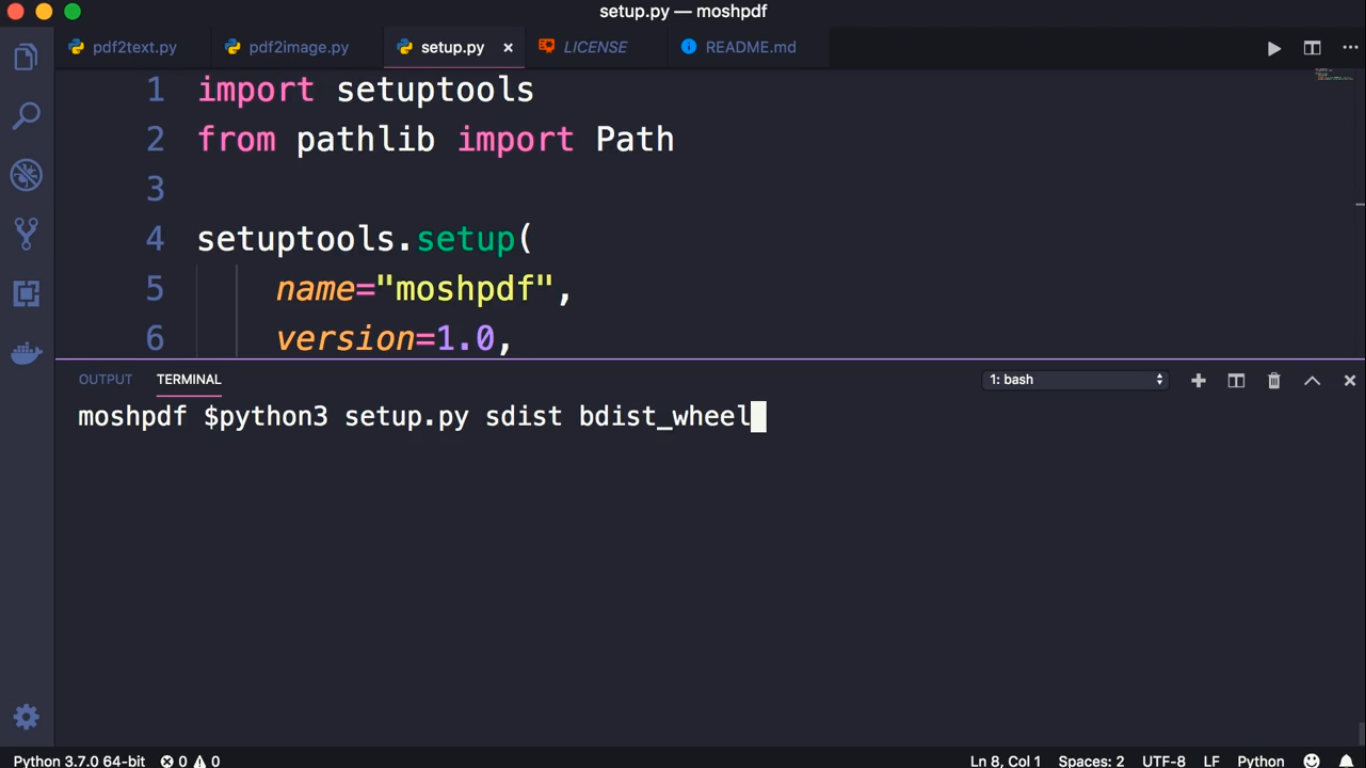 setup.py — moshpdf
pdf2text.py pdf2image.py setup.py × LICENSE README.md ···
1 import setuptools
2 from pathlib import Path
3
4 setuptools.setup(
5 name="moshpdf",
6 version=1.0,
OUTPUT TERMINAL 1: bash
moshpdf $python3 setup.py sdist bdist_wheel
Python 3.7.0 64-bit 0 0 Ln 8, Col 1 Spaces: 2 UTF-8 LF Python